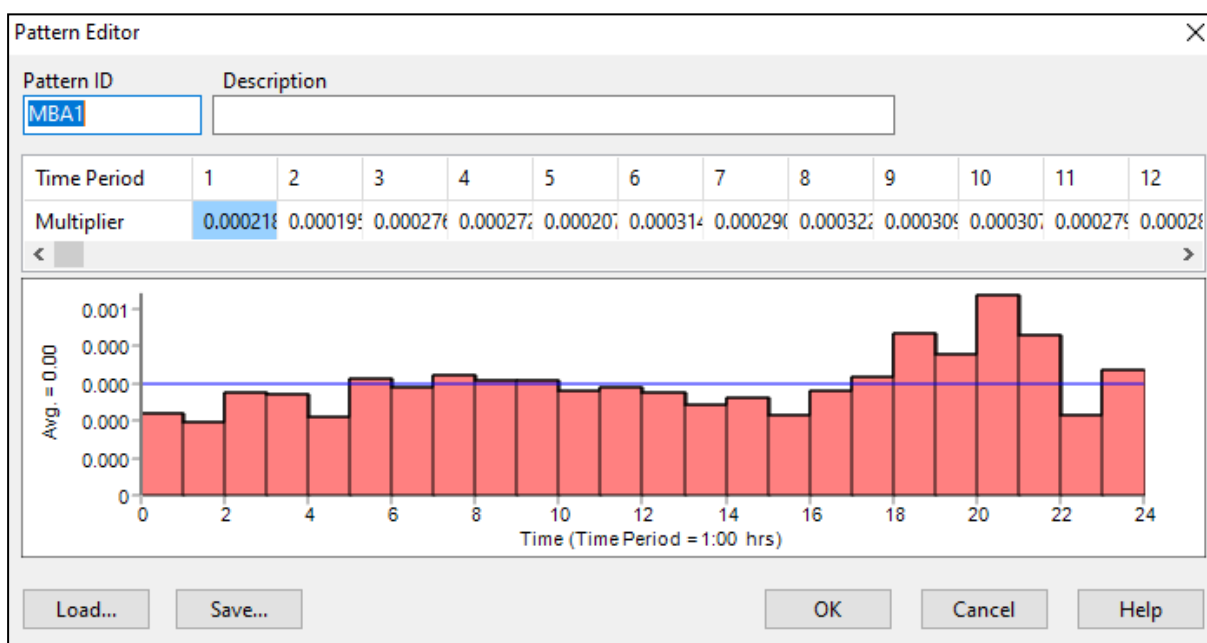 Pattern Editor
Pattern ID Description
MBA1
Time Period 1 2 3 4 5 6 7 8 9 10 11 12
Multiplier 0.000218 0.000195 0.000276 0.000272 0.000207 0.000314 0.000290 0.000322 0.000309 0.000307 0.000279 0.00028
0.001
0.000
0.000
0.000
0.000
0
Avg. = 0.00
0 2 4 6 8 10 12 14 16 18 20 22 24
Time (Time Period = 1:00 hrs)
Load... Save... OK Cancel Help